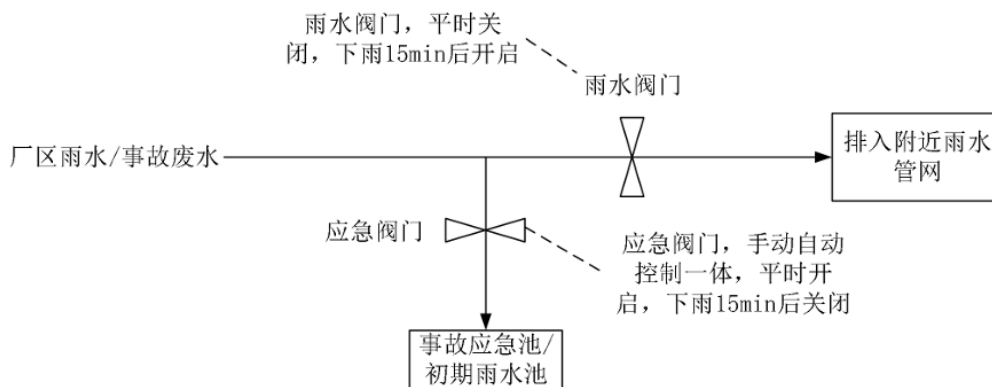 雨水阀门，平时关
闭，下雨15min后开启
雨水阀门
厂区雨水/事故废水
排入附近雨水
管网
应急阀门
应急阀门，手动自动
控制一体，平时开
启，下雨15min后关闭
事故应急池/
初期雨水池